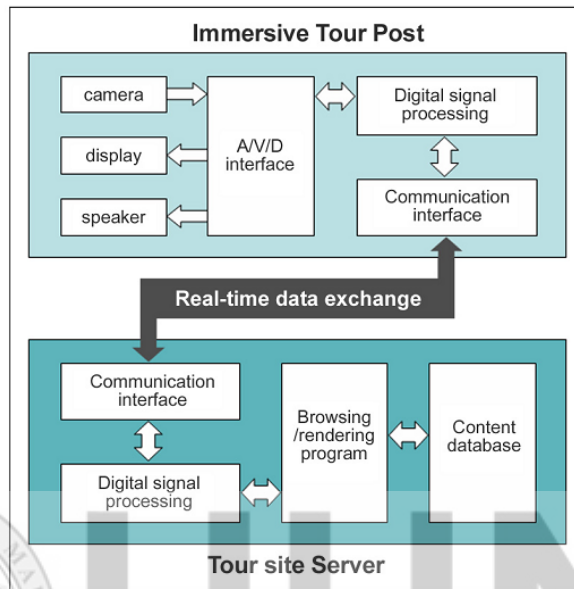 Immersive Tour Post
camera
display
speaker
A/V/D
interface
Digital signal
processing
Communication
interface
Real-time data exchange
Communication
interface
Digital signal
processing
Browsing
/rendering
program
Content
database
Tour site Server